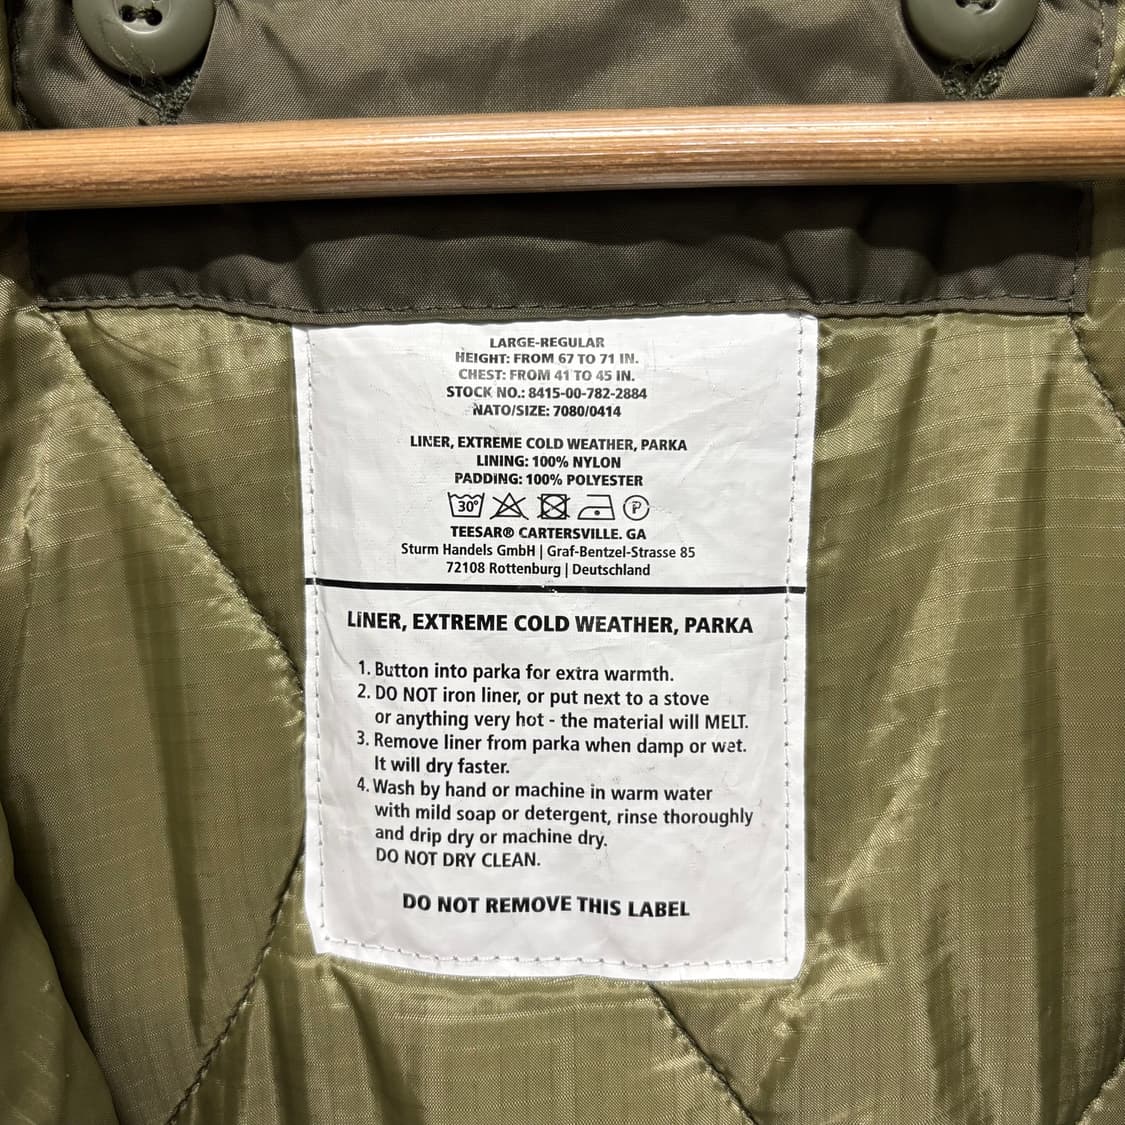 LARGE-REGULAR
HEIGHT: FROM 67 TO 71 IN.
CHEST: FROM 41 TO 45 IN.
STOCK NO.: 8415-00-782-2884
NATO/SIZE: 7080/0414
LINER, EXTREME COLD WEATHER, PARKA
LINING: 100% NYLON
PADDING: 100% POLYESTER
30° P
TEESAR® CARTERSVILLE. GA
Sturm Handels GmbH | Graf-Bentzel-Strasse 85
72108 Rottenburg | Deutschland
LINER, EXTREME COLD WEATHER, PARKA
1. Button into parka for extra warmth.
2. DO NOT iron liner, or put next to a stove
or anything very hot - the material will MELT.
3. Remove liner from parka when damp or wet.
It will dry faster.
4. Wash by hand or machine in warm water
with mild soap or detergent, rinse thoroughly
and drip dry or machine dry.
DO NOT DRY CLEAN.
DO NOT REMOVE THIS LABEL